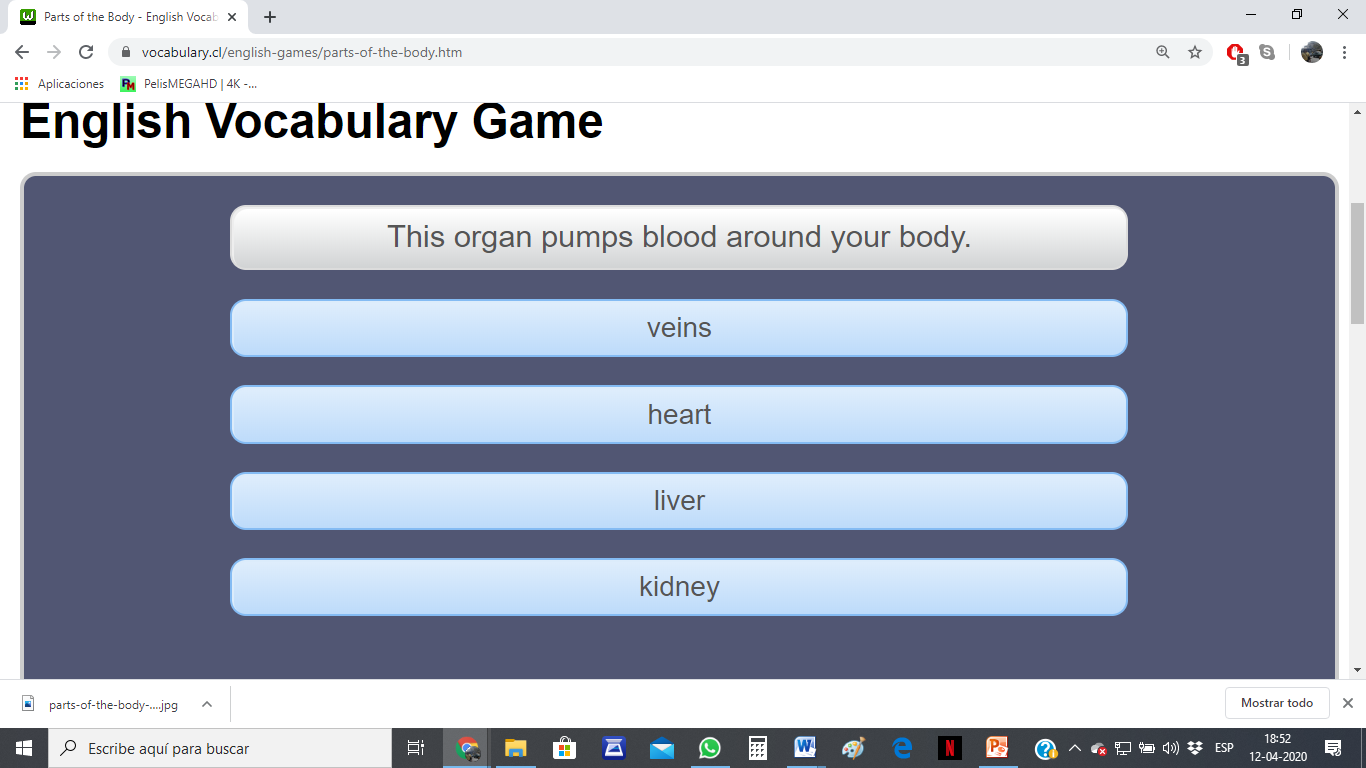 Parts of the Body - English Vocab
vocabulary.cl/english-games/parts-of-the-body.htm
3
Aplicaciones
PelisMEGAHD | 4K -...
English Vocabulary Game
This organ pumps blood around your body.
veins
heart
liver
kidney
parts-of-the-body-....jpg
Mostrar todo
Escribe aquí para buscar
ESP
18:52
12-04-2020